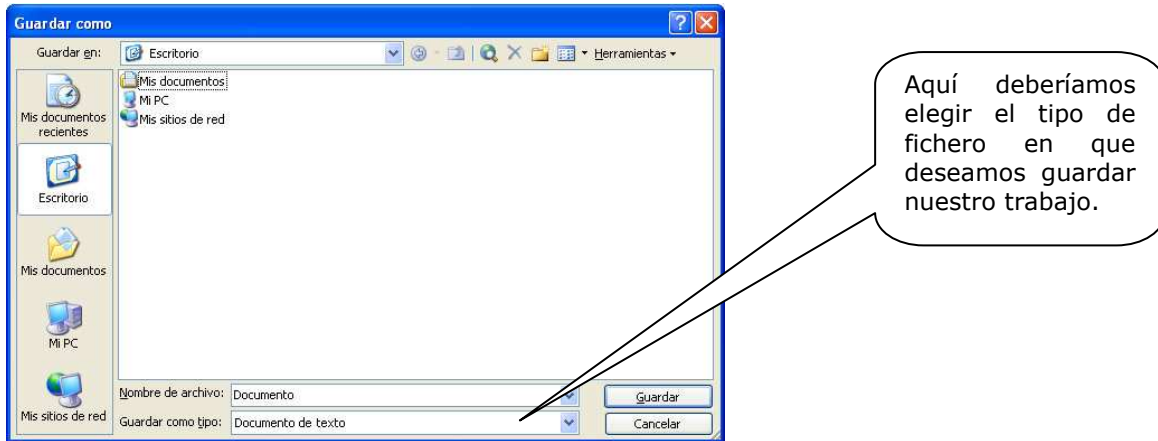 Guardar como
Guardar en: Escritorio Herramientas
Mis documentos
Mi PC
Mis sitios de red
Mis documentos
recientes
Escritorio
Mis documentos
Mi PC
Mis sitios de red
Nombre de archivo: Documento Guardar
Guardar como tipo: Documento de texto Cancelar
Aquí deberíamos
elegir el tipo de
fichero en que
deseamos guardar
nuestro trabajo.